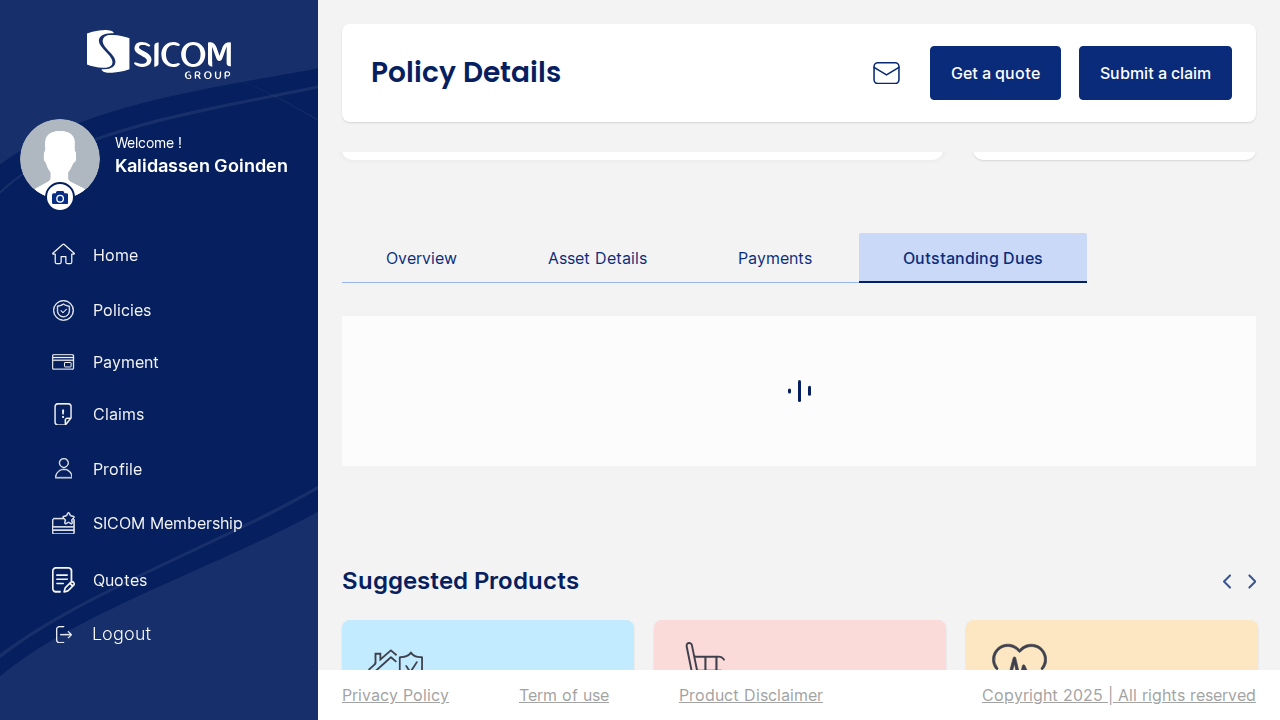 SICOM
GROUP
Welcome !
Kalidassen Goinden
Home
Policies
Payment
Claims
Profile
SICOM Membership
Quotes
Logout
Policy Details
Get a quote
Submit a claim
Overview
Asset Details
Payments
Outstanding Dues
Suggested Products
Privacy Policy
Term of use
Product Disclaimer
Copyright 2025 | All rights reserved